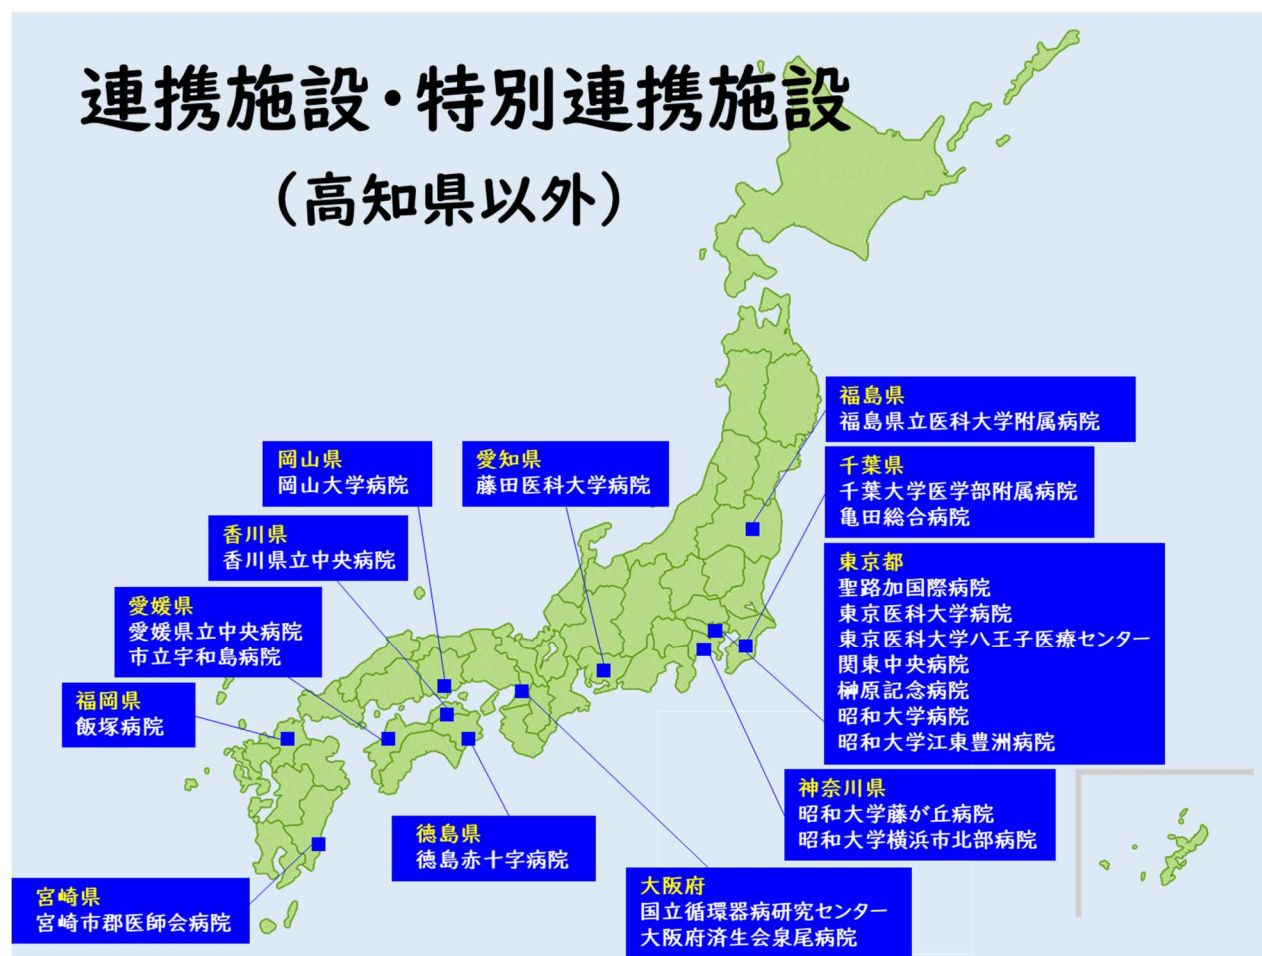 連携施設・特別連携施設
（高知県以外）
福島県
福島県立医科大学附属病院
岡山県
岡山大学病院
愛知県
藤田医科大学病院
千葉県
千葉大学医学部附属病院
亀田総合病院
香川県
香川県立中央病院
東京都
聖路加国際病院
東京医科大学病院
東京医科大学八王子医療センター
関東中央病院
榊原記念病院
昭和大学病院
昭和大学江東豊洲病院
愛媛県
愛媛県立中央病院
市立宇和島病院
福岡県
飯塚病院
神奈川県
昭和大学藤が丘病院
昭和大学横浜市北部病院
徳島県
徳島赤十字病院
大阪府
国立循環器病研究センター
大阪府済生会泉尾病院
宮崎県
宮崎市郡医師会病院